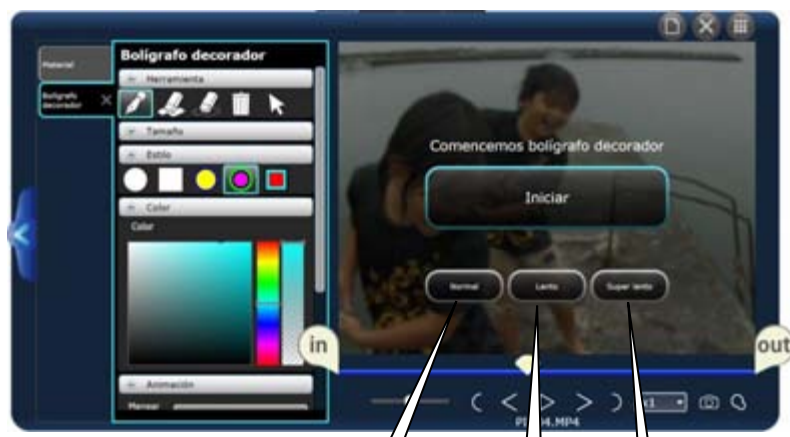 Bolígrafo decorador
Material
Herramienta
Bolígrafo decorador
Tamaño
Estilo
Color
Color
Animación
Comencemos bolígrafo decorador
Iniciar
Normal
Lento
Super lento
in
out
x1